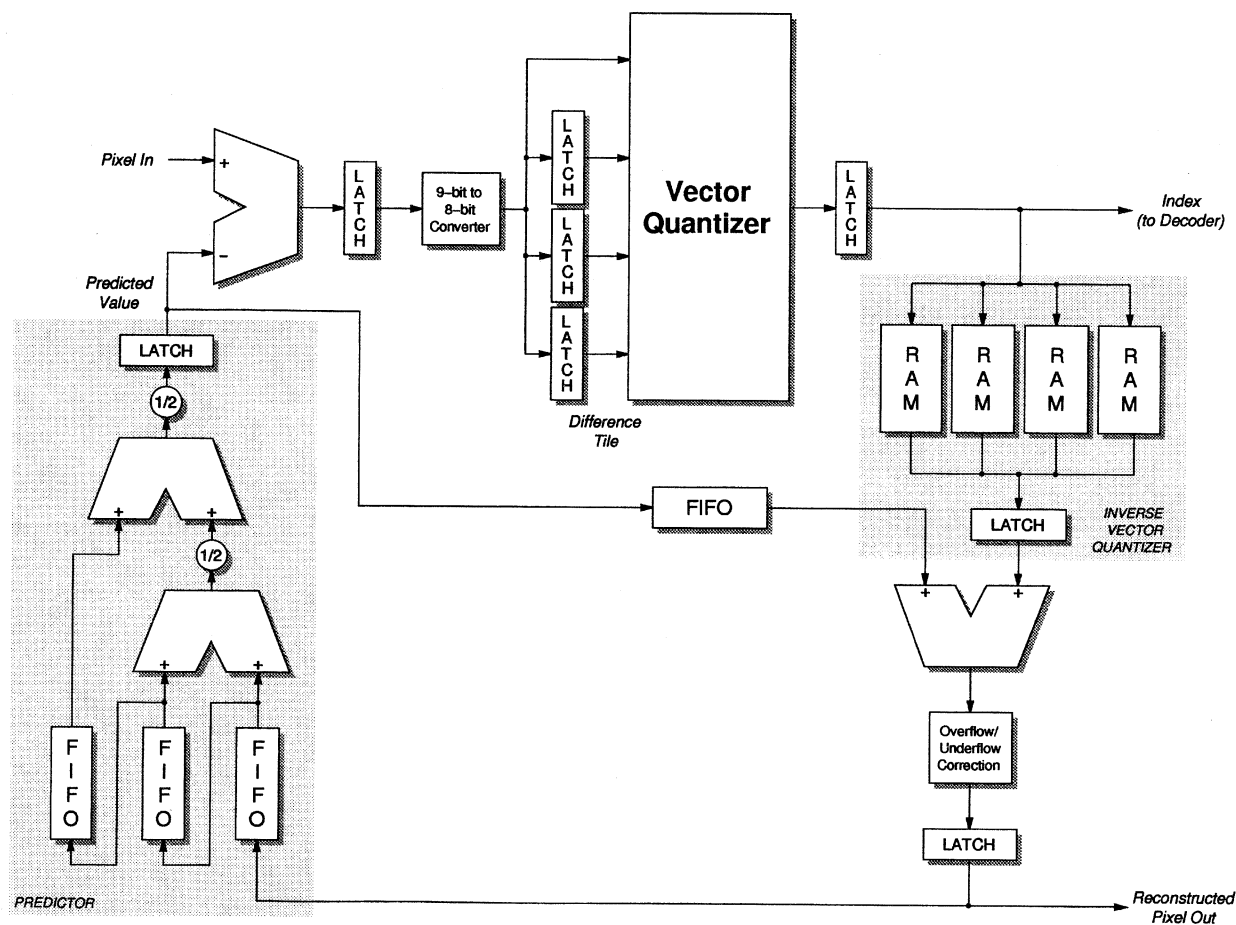 Pixel In
+
−
Predicted
Value
LATCH
9–bit to
8–bit
Converter
LATCH
LATCH
LATCH
Difference
Tile
Vector
Quantizer
LATCH
Index
(to Decoder)
RAM
RAM
RAM
RAM
LATCH
INVERSE
VECTOR
QUANTIZER
LATCH
1/2
+
+
1/2
+
+
FIFO
FIFO
FIFO
PREDICTOR
FIFO
+
+
Overflow/
Underflow
Correction
LATCH
Reconstructed
Pixel Out